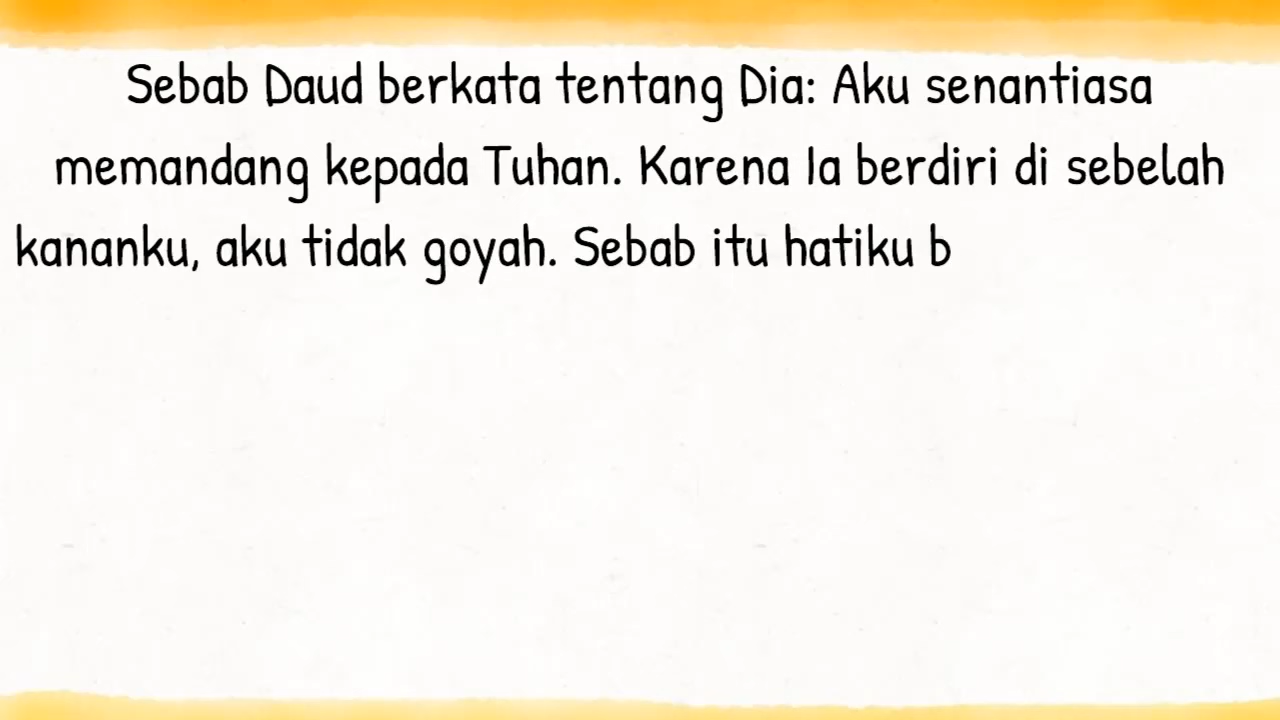 Sebab Daud berkata tentang Dia: Aku senantiasa
memandang kepada Tuhan. Karena Ia berdiri di sebelah
kananku, aku tidak goyah. Sebab itu hatiku b